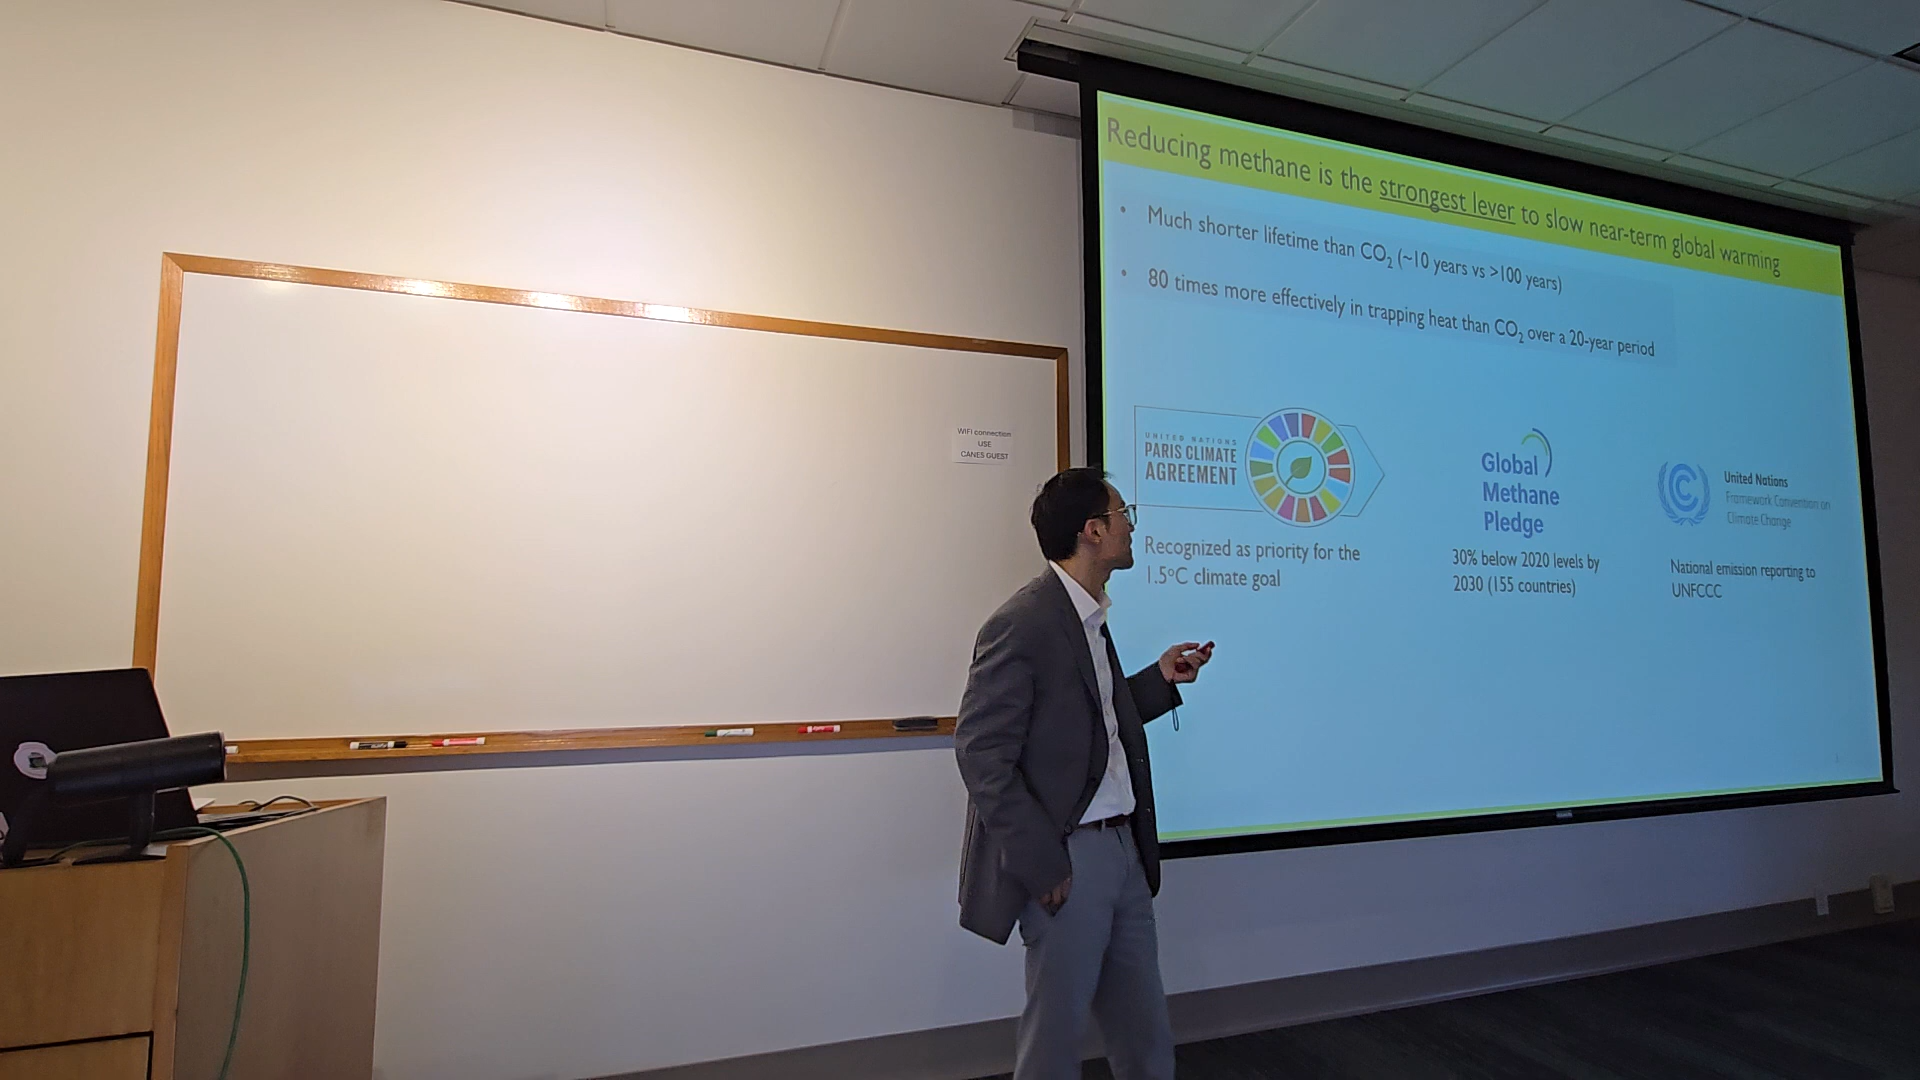 Reducing methane is the strongest lever to slow near-term global warming
• Much shorter lifetime than CO₂ (~10 years vs >100 years)
• 80 times more effectively in trapping heat than CO₂ over a 20-year period
UNITED NATIONS
PARIS CLIMATE
AGREEMENT
Recognized as priority for the
1.5°C climate goal
Global
Methane
Pledge
30% below 2020 levels by
2030 (155 countries)
United Nations
Framework Convention on
Climate Change
National emission reporting to
UNFCCC
WIFI connection
USE
CANES GUEST